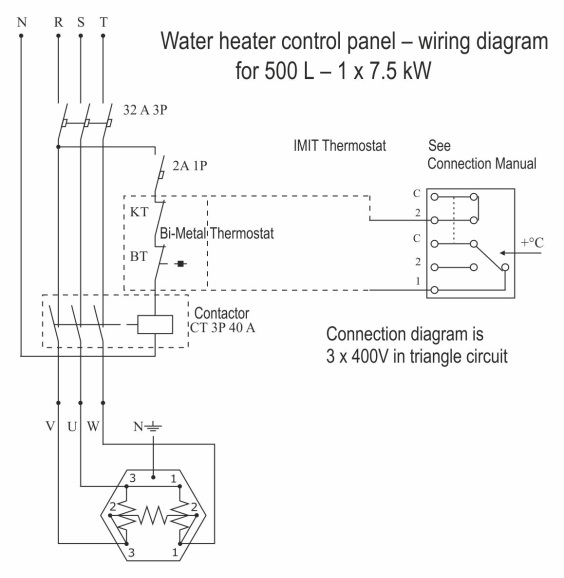 N R S T
Water heater control panel – wiring diagram
for 500 L – 1 x 7.5 kW
32 A 3P
IMIT Thermostat
See
Connection Manual
2A 1P
C
2
KT
Bi-Metal Thermostat
C
+°C
BT
2
1
Contactor
CT 3P 40 A
Connection diagram is
3 x 400V in triangle circuit
V U W N
3 1
2 2
3 1